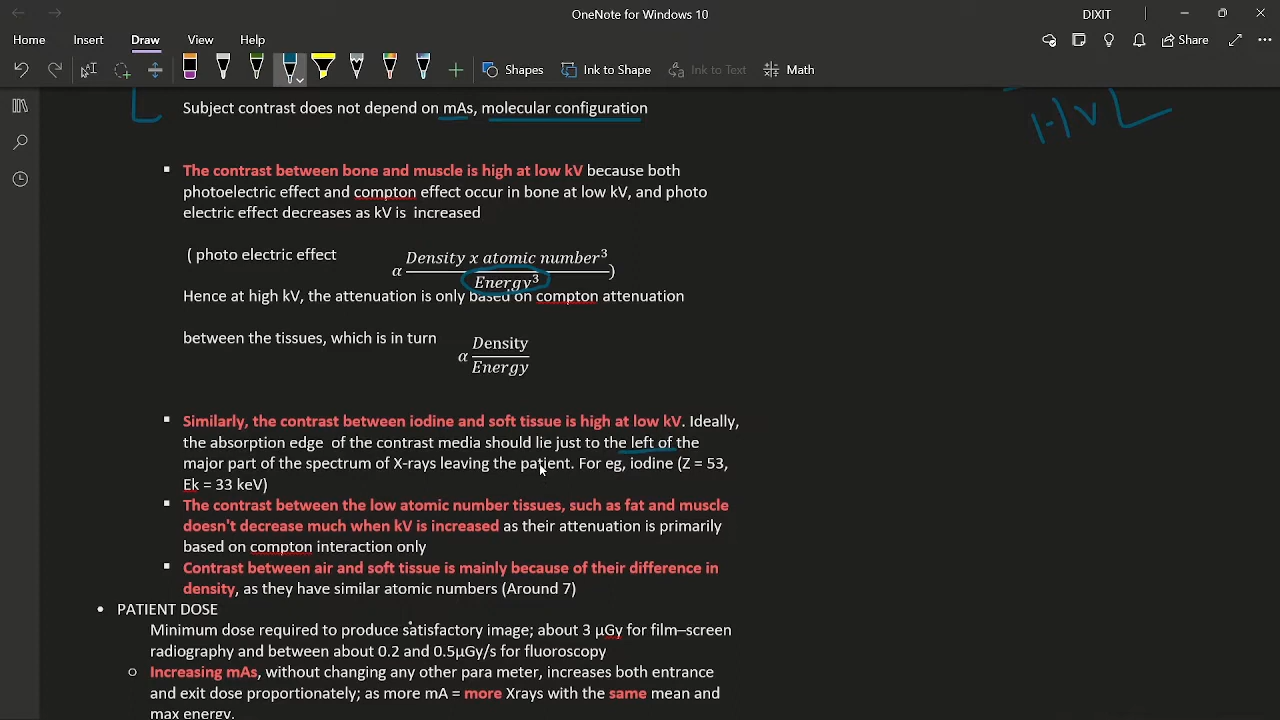 OneNote for Windows 10
DIXIT
Home Insert Draw View Help
Share
Shapes Ink to Shape Ink to Text Math
Subject contrast does not depend on mAs, molecular configuration
HVL
▪ The contrast between bone and muscle is high at low kV because both
photoelectric effect and compton effect occur in bone at low kV, and photo
electric effect decreases as kV is increased
( photo electric effect α Density x atomic number³ / Energy³ )
Hence at high kV, the attenuation is only based on compton attenuation
between the tissues, which is in turn α Density / Energy
▪ Similarly, the contrast between iodine and soft tissue is high at low kV. Ideally,
the absorption edge of the contrast media should lie just to the left of the
major part of the spectrum of X-rays leaving the patient. For eg, iodine (Z = 53,
Ek = 33 keV)
▪ The contrast between the low atomic number tissues, such as fat and muscle
doesn't decrease much when kV is increased as their attenuation is primarily
based on compton interaction only
▪ Contrast between air and soft tissue is mainly because of their difference in
density, as they have similar atomic numbers (Around 7)
• PATIENT DOSE
Minimum dose required to produce satisfactory image; about 3 μGy for film–screen
radiography and between about 0.2 and 0.5μGy/s for fluoroscopy
○ Increasing mAs, without changing any other para meter, increases both entrance
and exit dose proportionately; as more mA = more Xrays with the same mean and
max energy.